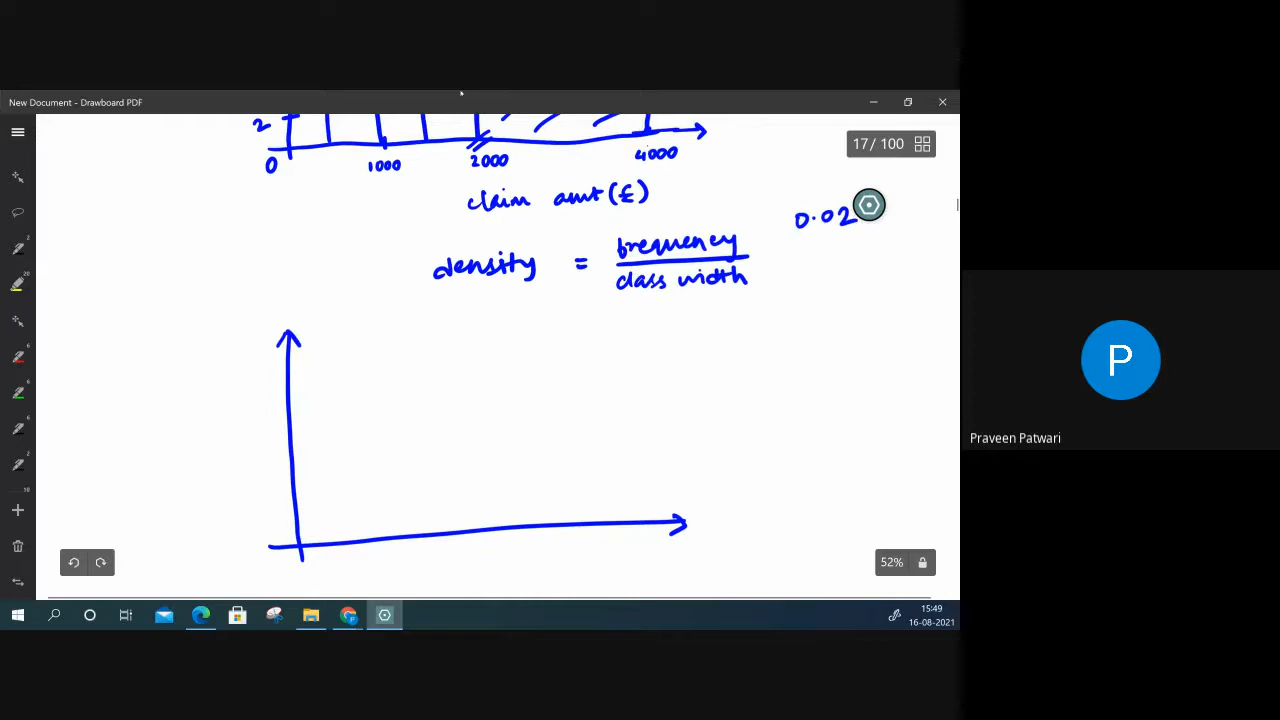 New Document - Drawboard PDF
2
17 / 100
0
1000
2000
4000
claim amt (£)
0.02
density = frequency
class width
P
Praveen Patwari
52%
15:49
16-08-2021